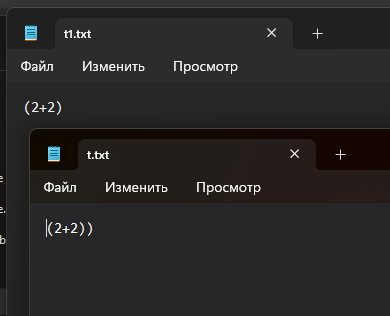 t1.txt
Файл Изменить Просмотр
(2+2)
t.txt
Файл Изменить Просмотр
(2+2))